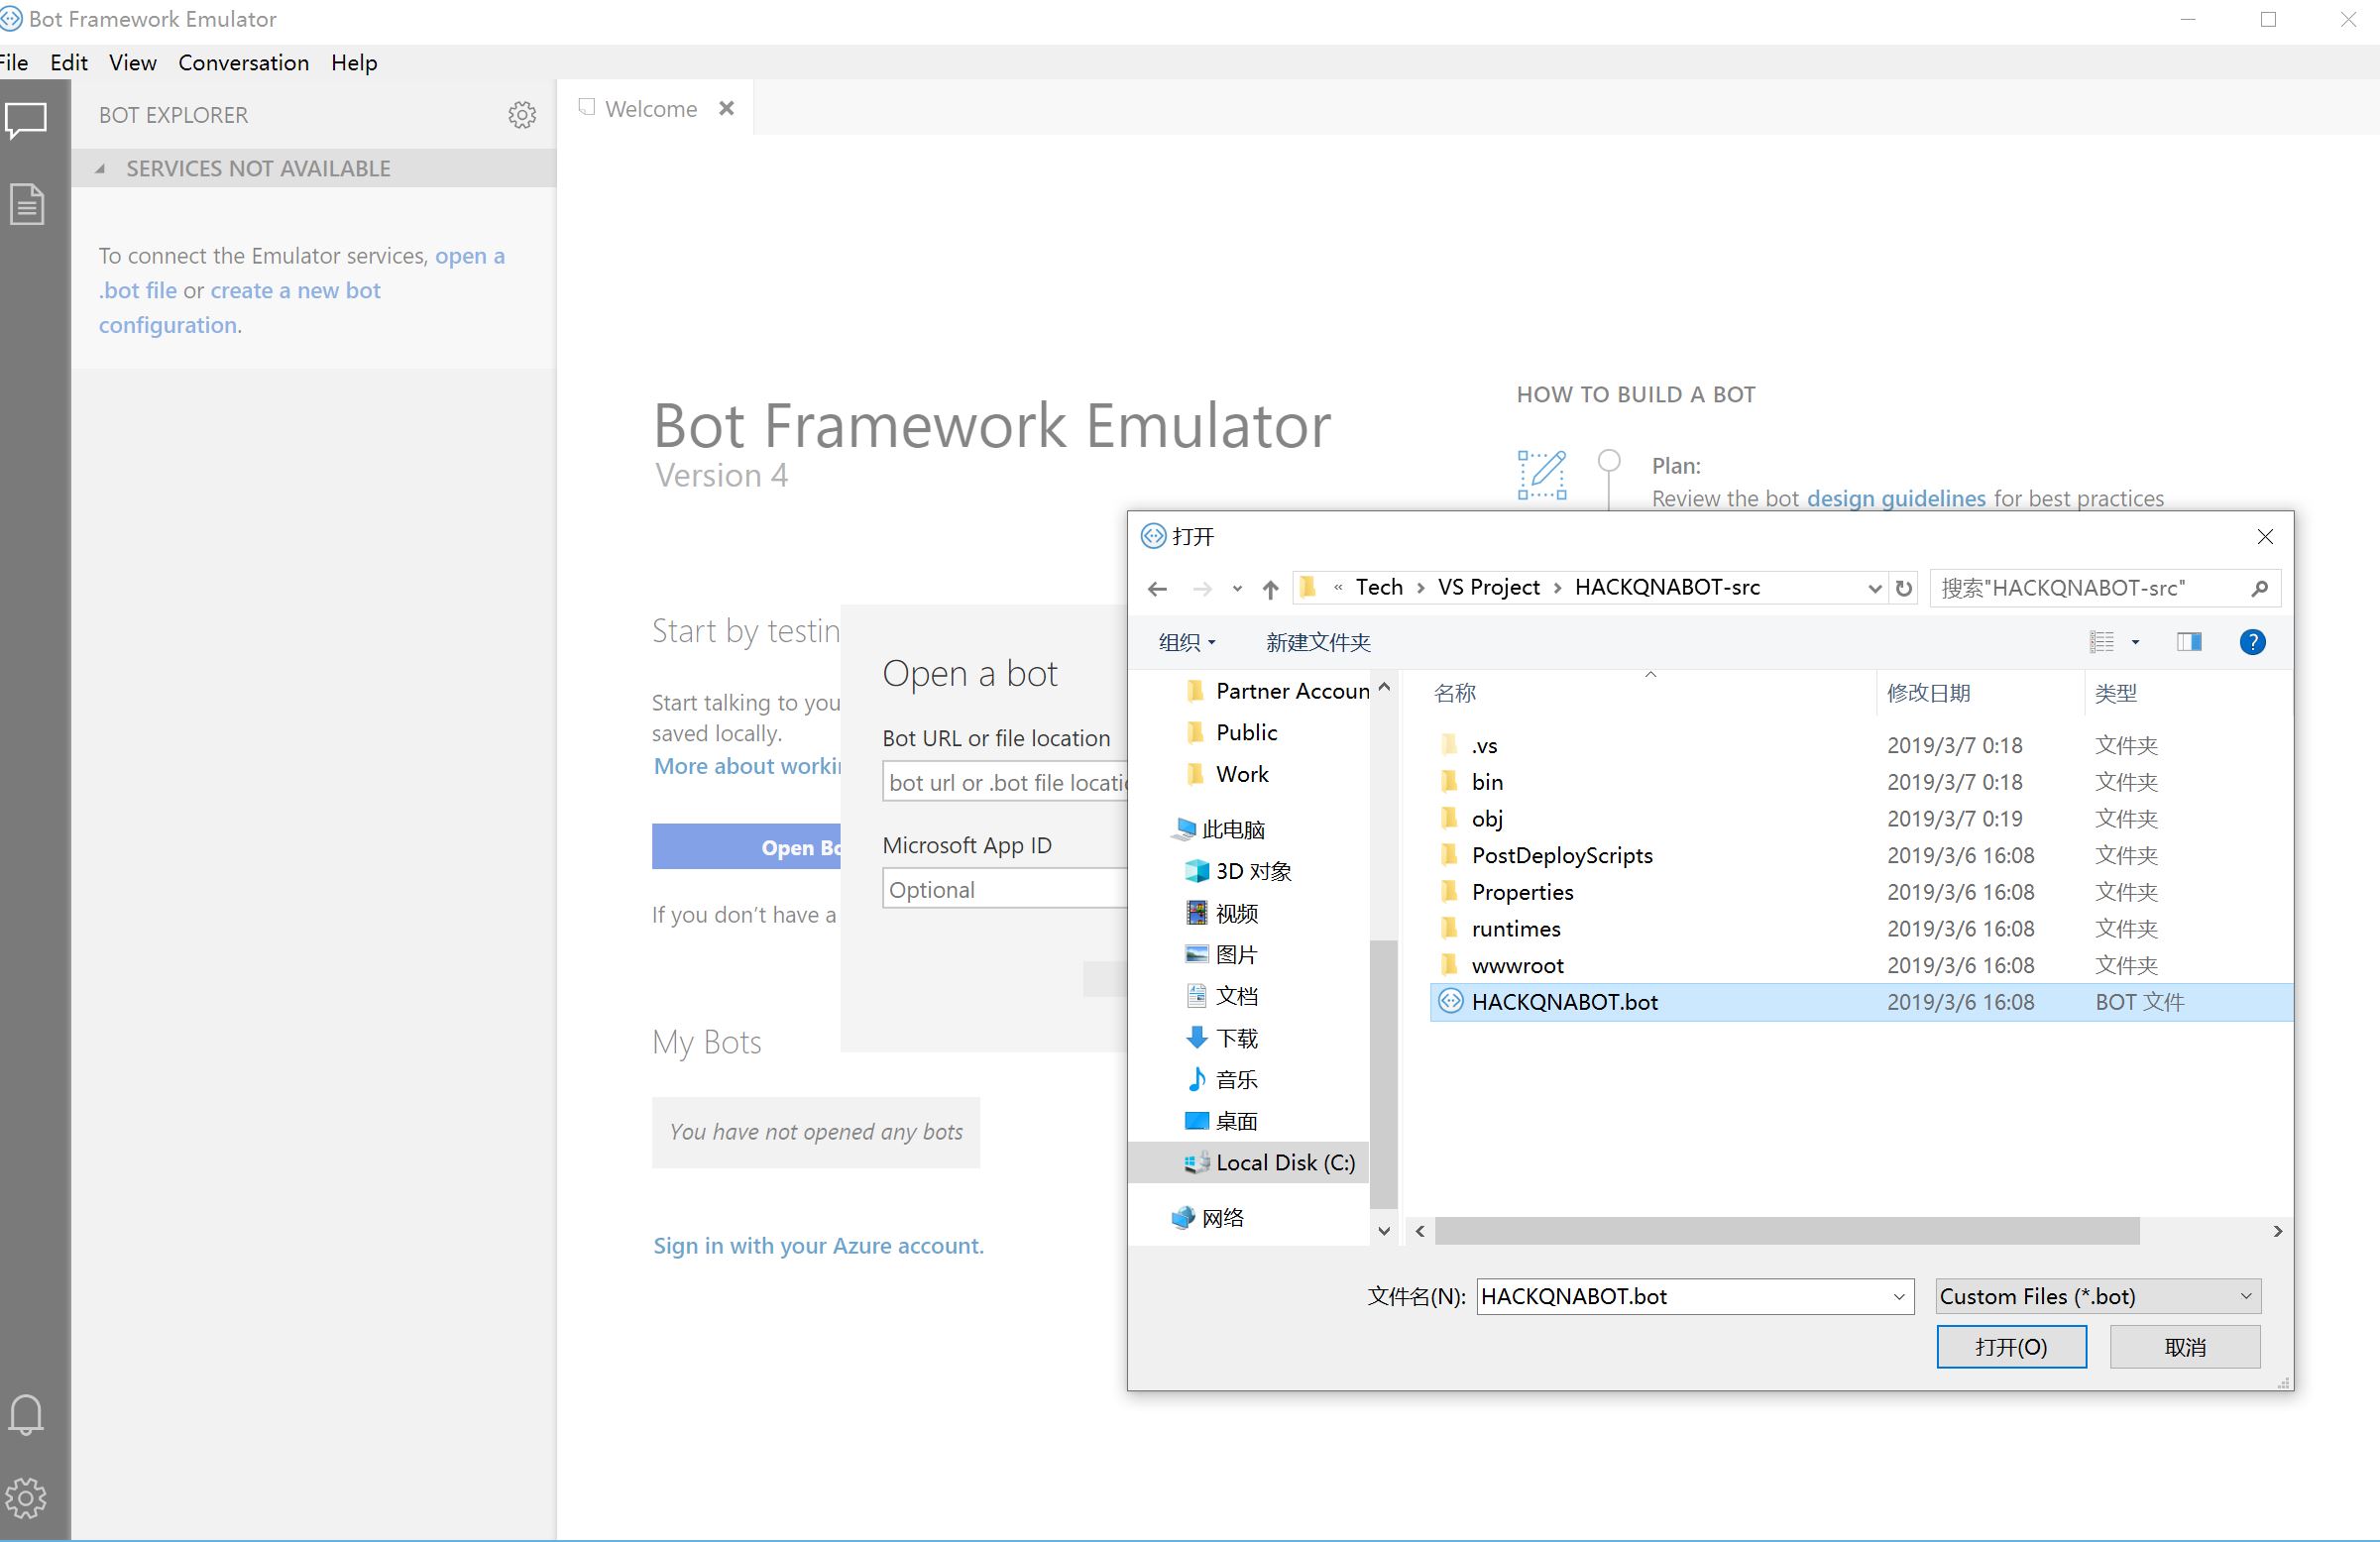 Bot Framework Emulator
File Edit View Conversation Help
BOT EXPLORER
SERVICES NOT AVAILABLE
To connect the Emulator services, open a
.bot file or create a new bot
configuration.
Welcome
Bot Framework Emulator
Version 4
HOW TO BUILD A BOT
Plan:
Review the bot design guidelines for best practices
Start by testin
Start talking to you
saved locally.
More about workin
Open Bo
If you don't have a
My Bots
You have not opened any bots
Sign in with your Azure account.
Open a bot
Bot URL or file location
bot url or .bot file locatio
Microsoft App ID
Optional
打开
« Tech › VS Project › HACKQNABOT-src
搜索"HACKQNABOT-src"
组织 新建文件夹
Partner Accoun
Public
Work
此电脑
3D 对象
视频
图片
文档
下载
音乐
桌面
Local Disk (C:)
网络
名称 修改日期 类型
.vs 2019/3/7 0:18 文件夹
bin 2019/3/7 0:18 文件夹
obj 2019/3/7 0:19 文件夹
PostDeployScripts 2019/3/6 16:08 文件夹
Properties 2019/3/6 16:08 文件夹
runtimes 2019/3/6 16:08 文件夹
wwwroot 2019/3/6 16:08 文件夹
HACKQNABOT.bot 2019/3/6 16:08 BOT 文件
文件名(N): HACKQNABOT.bot Custom Files (*.bot)
打开(O) 取消